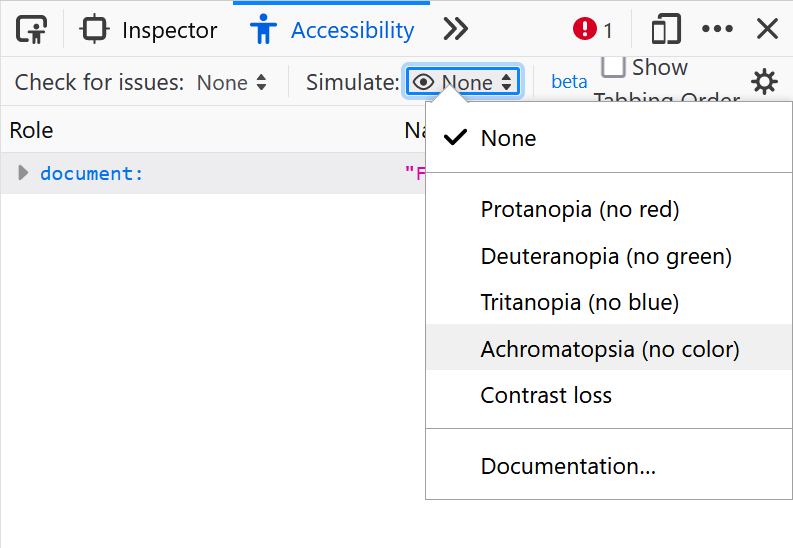 Inspector Accessibility 1
Check for issues: None Simulate: None beta Show
Tabbing Order
Role
document:
None
Protanopia (no red)
Deuteranopia (no green)
Tritanopia (no blue)
Achromatopsia (no color)
Contrast loss
Documentation...